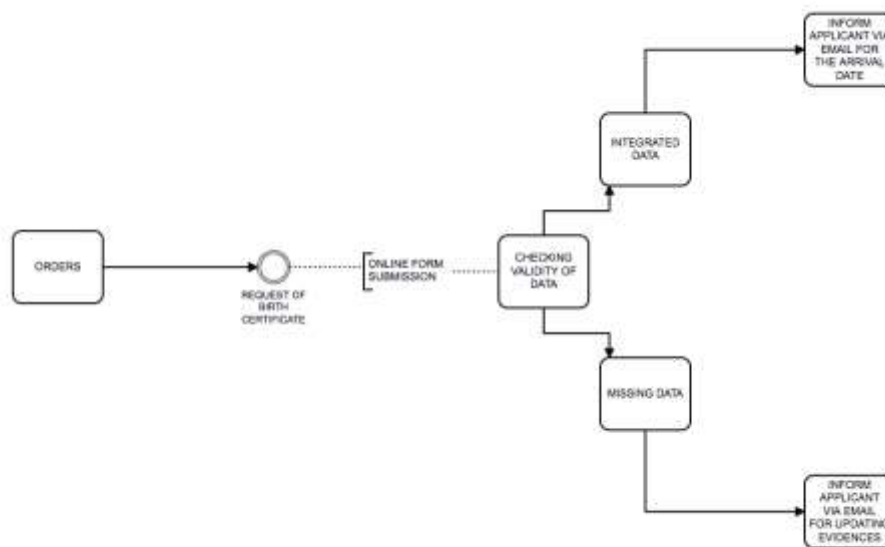 INFORM
APPLICANT VIA
EMAIL FOR
THE ARRIVAL
DATE
INTEGRATED
DATA
ORDERS
REQUEST OF
BIRTH
CERTIFICATE
ONLINE FORM
SUBMISSION
CHECKING
VALIDITY OF
DATA
MISSING DATA
INFORM
APPLICANT
VIA EMAIL
FOR UPDATING
EVIDENCES